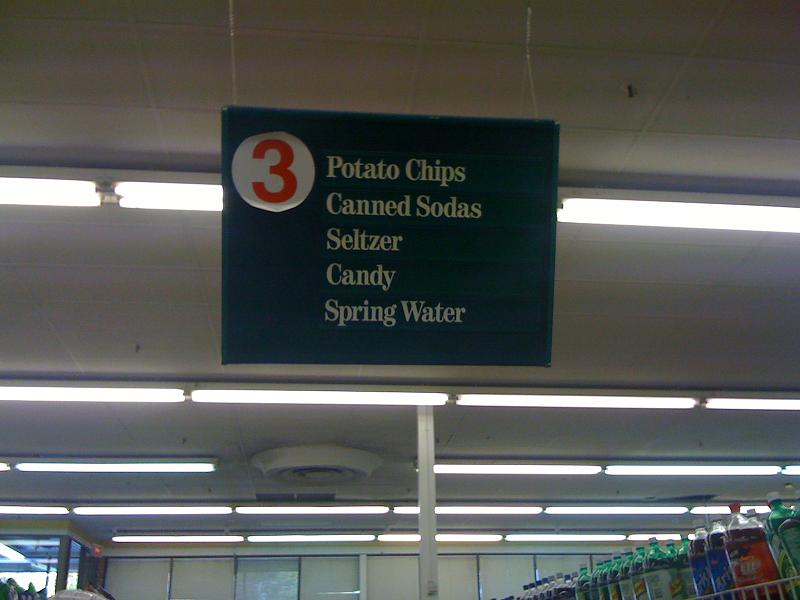 3
Potato Chips
Canned Sodas
Seltzer
Candy
Spring Water